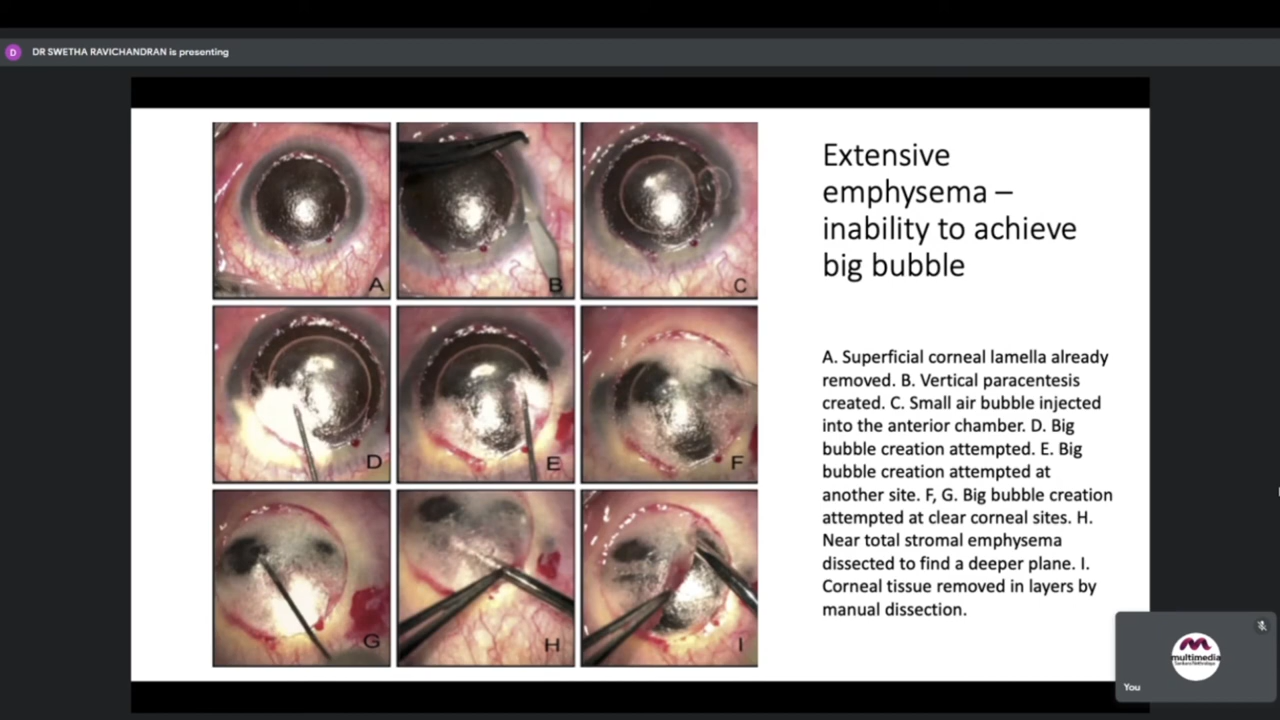 D
DR SWETHA RAVICHANDRAN is presenting
A
B
C
D
E
F
G
H
I
Extensive
emphysema –
inability to achieve
big bubble
A. Superficial corneal lamella already
removed. B. Vertical paracentesis
created. C. Small air bubble injected
into the anterior chamber. D. Big
bubble creation attempted. E. Big
bubble creation attempted at
another site. F, G. Big bubble creation
attempted at clear corneal sites. H.
Near total stromal emphysema
dissected to find a deeper plane. I.
Corneal tissue removed in layers by
manual dissection.
multimedia
You